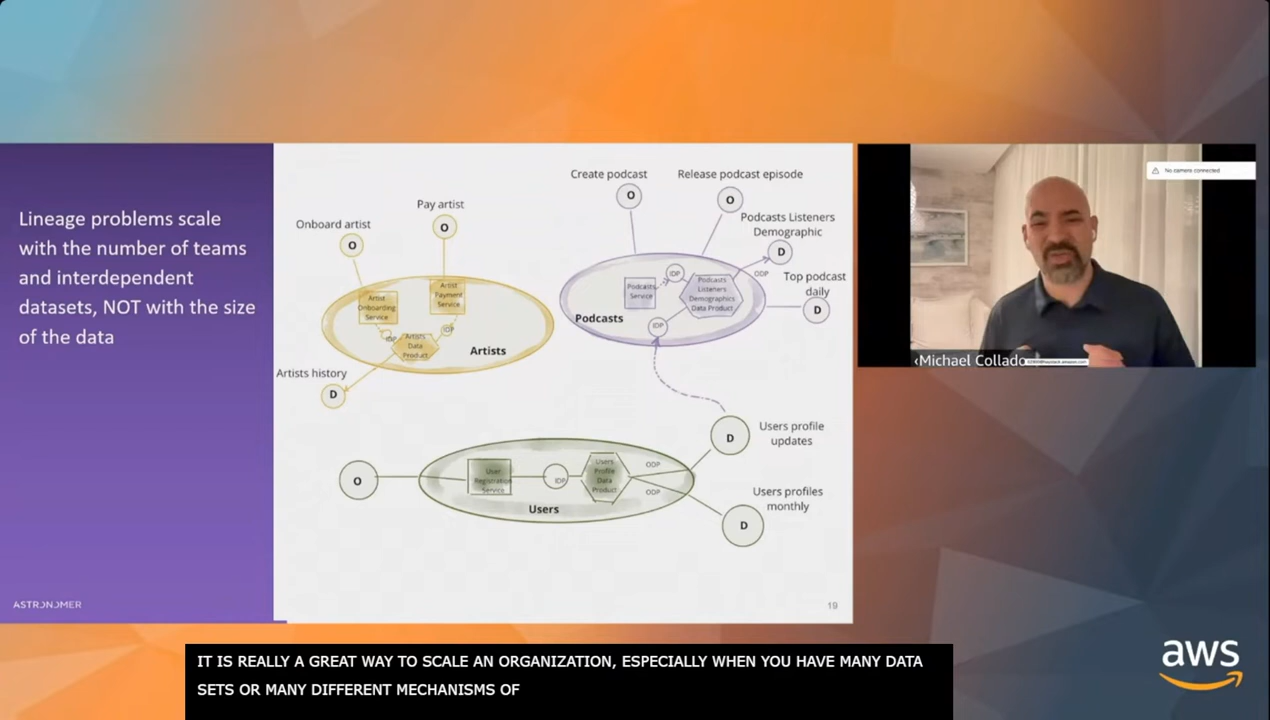 Lineage problems scale
with the number of teams
and interdependent
datasets, NOT with the size
of the data
ASTRONOMER
Create podcast
Release podcast episode
O
O
Podcasts Listeners
Demographic
D
Top podcast
daily
D
Pay artist
O
Onboard artist
O
Artist
Onboarding
Service
Artist
Payment
Service
IDP
IDP
Artists
Data
Product
Artists
Artists history
D
Podcasts
Service
IDP
Podcasts
Listeners
Demographics
Data Product
ODP
IDP
Podcasts
Users profile
updates
D
O
User
Registration
Service
IDP
Users
Profile
Data
Product
ODP
ODP
Users
Users profiles
monthly
D
19
No camera connected
‹Michael Collado
IT IS REALLY A GREAT WAY TO SCALE AN ORGANIZATION, ESPECIALLY WHEN YOU HAVE MANY DATA
SETS OR MANY DIFFERENT MECHANISMS OF
aws